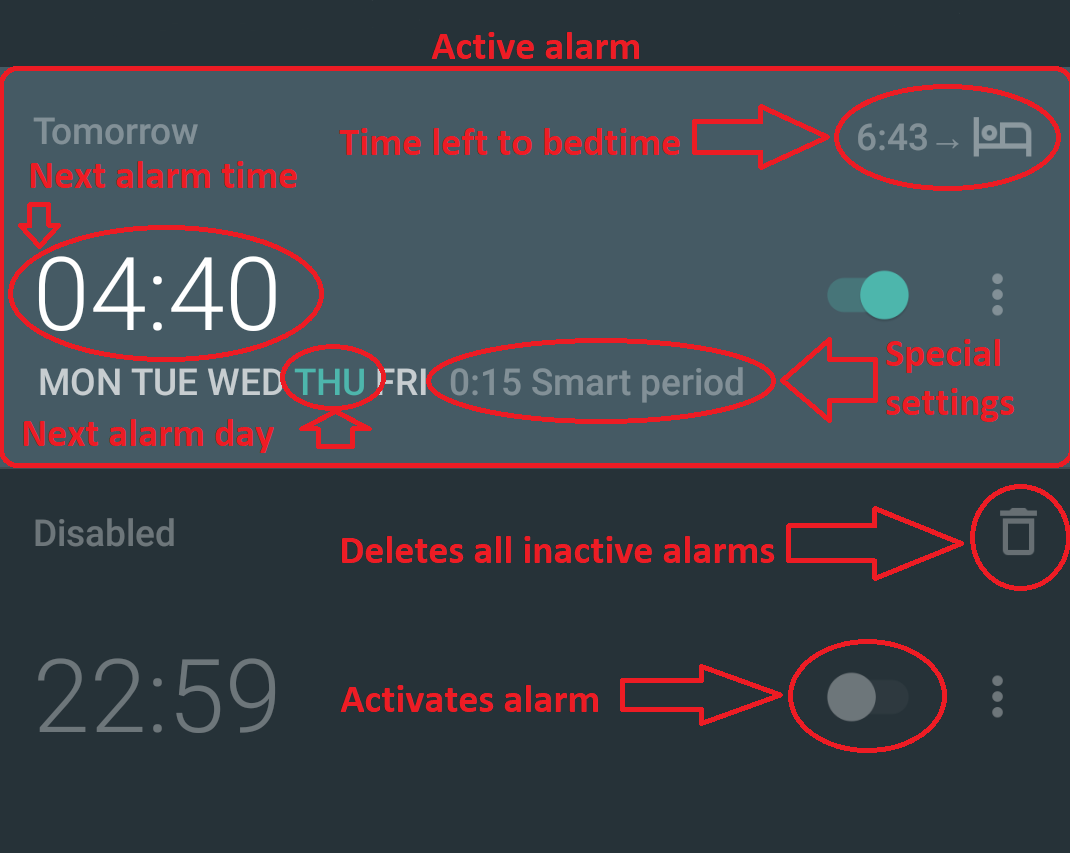 Active alarm
Tomorrow
Time left to bedtime
6:43→
Next alarm time
04:40
MON TUE WED THU FRI 0:15 Smart period
Special
settings
Next alarm day
Disabled
Deletes all inactive alarms
22:59
Activates alarm